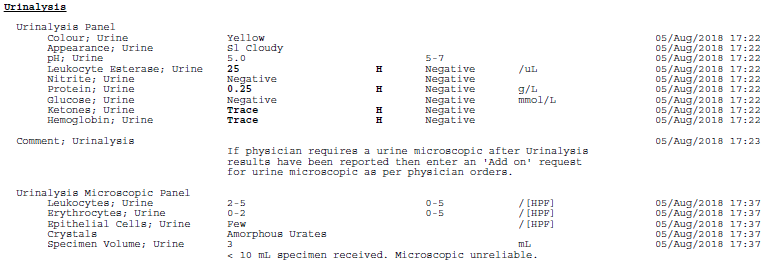 Urinalysis
Urinalysis Panel
Colour; Urine Yellow 05/Aug/2018 17:22
Appearance; Urine Sl Cloudy 05/Aug/2018 17:22
pH; Urine 5.0 5-7 05/Aug/2018 17:22
Leukocyte Esterase; Urine 25 H Negative /uL 05/Aug/2018 17:22
Nitrite; Urine Negative Negative 05/Aug/2018 17:22
Protein; Urine 0.25 H Negative g/L 05/Aug/2018 17:22
Glucose; Urine Negative Negative mmol/L 05/Aug/2018 17:22
Ketones; Urine Trace H Negative 05/Aug/2018 17:22
Hemoglobin; Urine Trace H Negative 05/Aug/2018 17:22
Comment; Urinalysis 05/Aug/2018 17:23
If physician requires a urine microscopic after Urinalysis
results have been reported then enter an 'Add on' request
for urine microscopic as per physician orders.
Urinalysis Microscopic Panel
Leukocytes; Urine 2-5 0-5 /[HPF] 05/Aug/2018 17:37
Erythrocytes; Urine 0-2 0-5 /[HPF] 05/Aug/2018 17:37
Epithelial Cells; Urine Few /[HPF] 05/Aug/2018 17:37
Crystals Amorphous Urates 05/Aug/2018 17:37
Specimen Volume; Urine 3 mL 05/Aug/2018 17:37
< 10 mL specimen received. Microscopic unreliable.